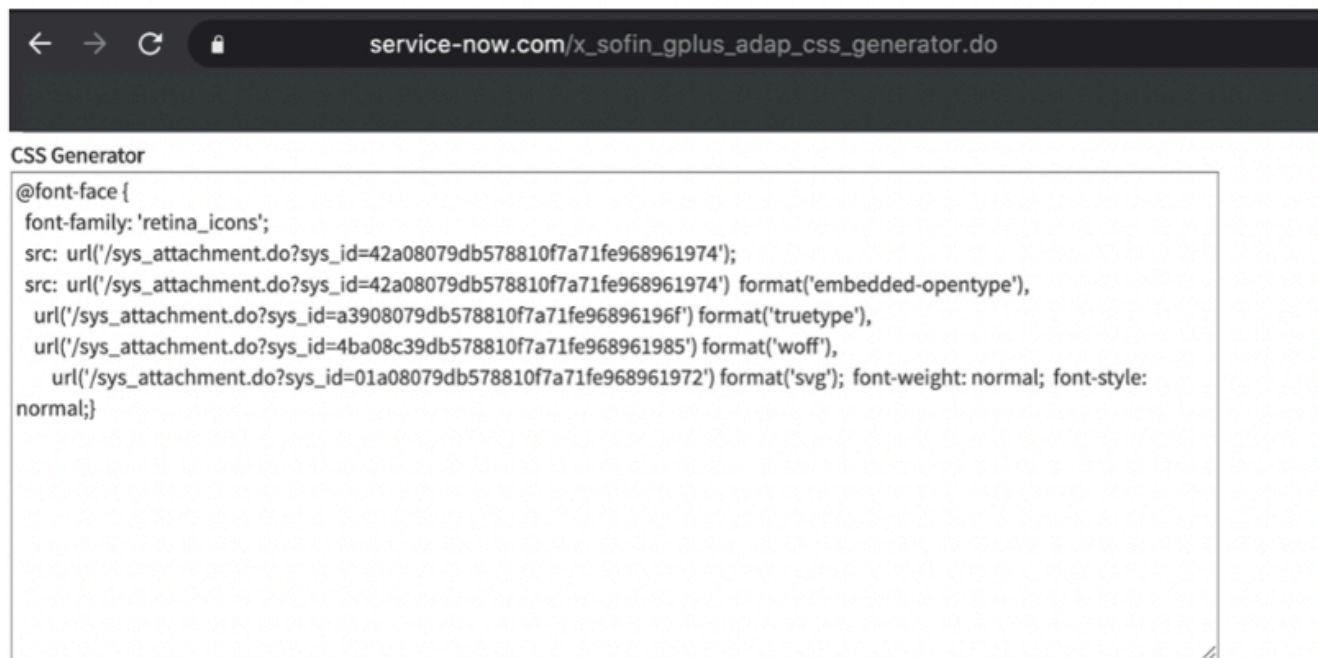 service-now.com/x_sofin_gplus_adap_css_generator.do
CSS Generator
@font-face {
font-family: 'retina_icons';
src: url('/sys_attachment.do?sys_id=42a08079db578810f7a71fe968961974');
src: url('/sys_attachment.do?sys_id=42a08079db578810f7a71fe968961974') format('embedded-opentype'),
url('/sys_attachment.do?sys_id=a3908079db578810f7a71fe96896196f') format('truetype'),
url('/sys_attachment.do?sys_id=4ba08c39db578810f7a71fe968961985') format('woff'),
url('/sys_attachment.do?sys_id=01a08079db578810f7a71fe968961972') format('svg'); font-weight: normal; font-style:
normal;}